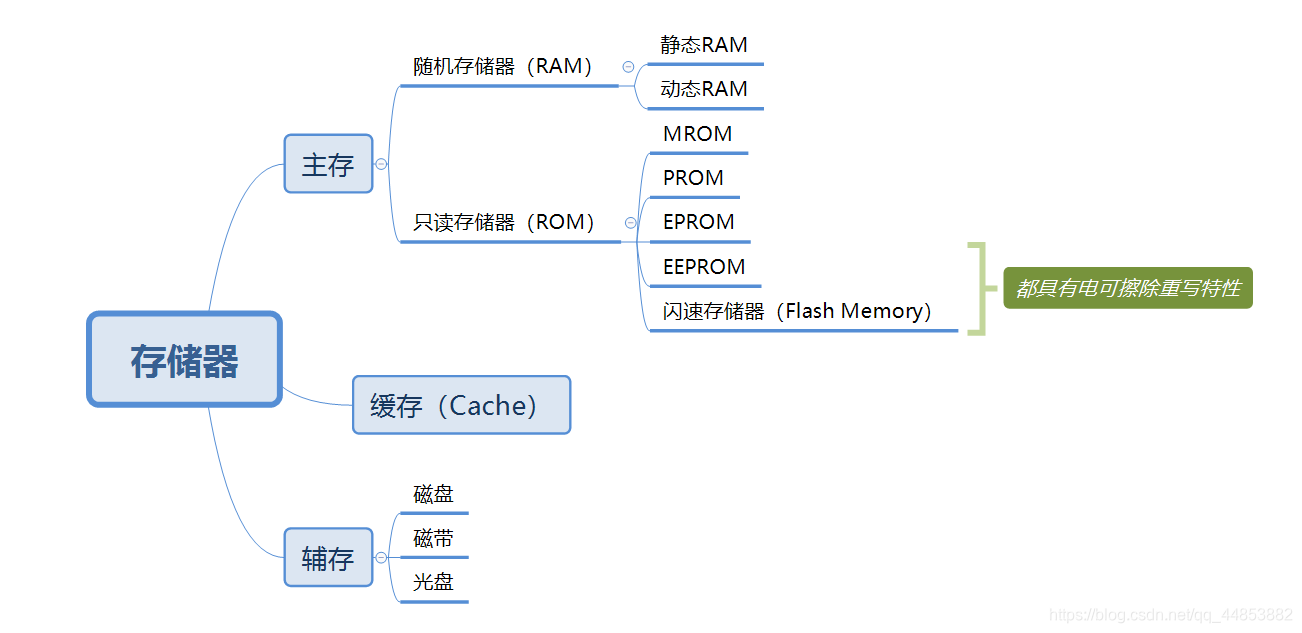 存储器
主存
随机存储器（RAM）
静态RAM
动态RAM
只读存储器（ROM）
MROM
PROM
EPROM
EEPROM
闪速存储器（Flash Memory）
都具有电可擦除重写特性
缓存（Cache）
辅存
磁盘
磁带
光盘
https://blog.csdn.net/qq_44853882